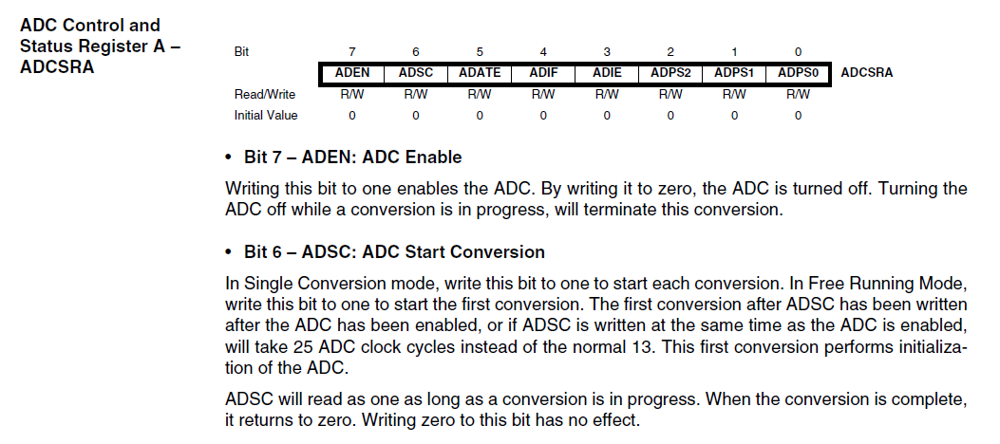 ADC Control and
Status Register A –
ADCSRA
Bit 7 6 5 4 3 2 1 0
ADEN ADSC ADATE ADIF ADIE ADPS2 ADPS1 ADPS0 ADCSRA
Read/Write R/W R/W R/W R/W R/W R/W R/W R/W
Initial Value 0 0 0 0 0 0 0 0
• Bit 7 – ADEN: ADC Enable
Writing this bit to one enables the ADC. By writing it to zero, the ADC is turned off. Turning the
ADC off while a conversion is in progress, will terminate this conversion.
• Bit 6 – ADSC: ADC Start Conversion
In Single Conversion mode, write this bit to one to start each conversion. In Free Running Mode,
write this bit to one to start the first conversion. The first conversion after ADSC has been written
after the ADC has been enabled, or if ADSC is written at the same time as the ADC is enabled,
will take 25 ADC clock cycles instead of the normal 13. This first conversion performs initializa-
tion of the ADC.
ADSC will read as one as long as a conversion is in progress. When the conversion is complete,
it returns to zero. Writing zero to this bit has no effect.